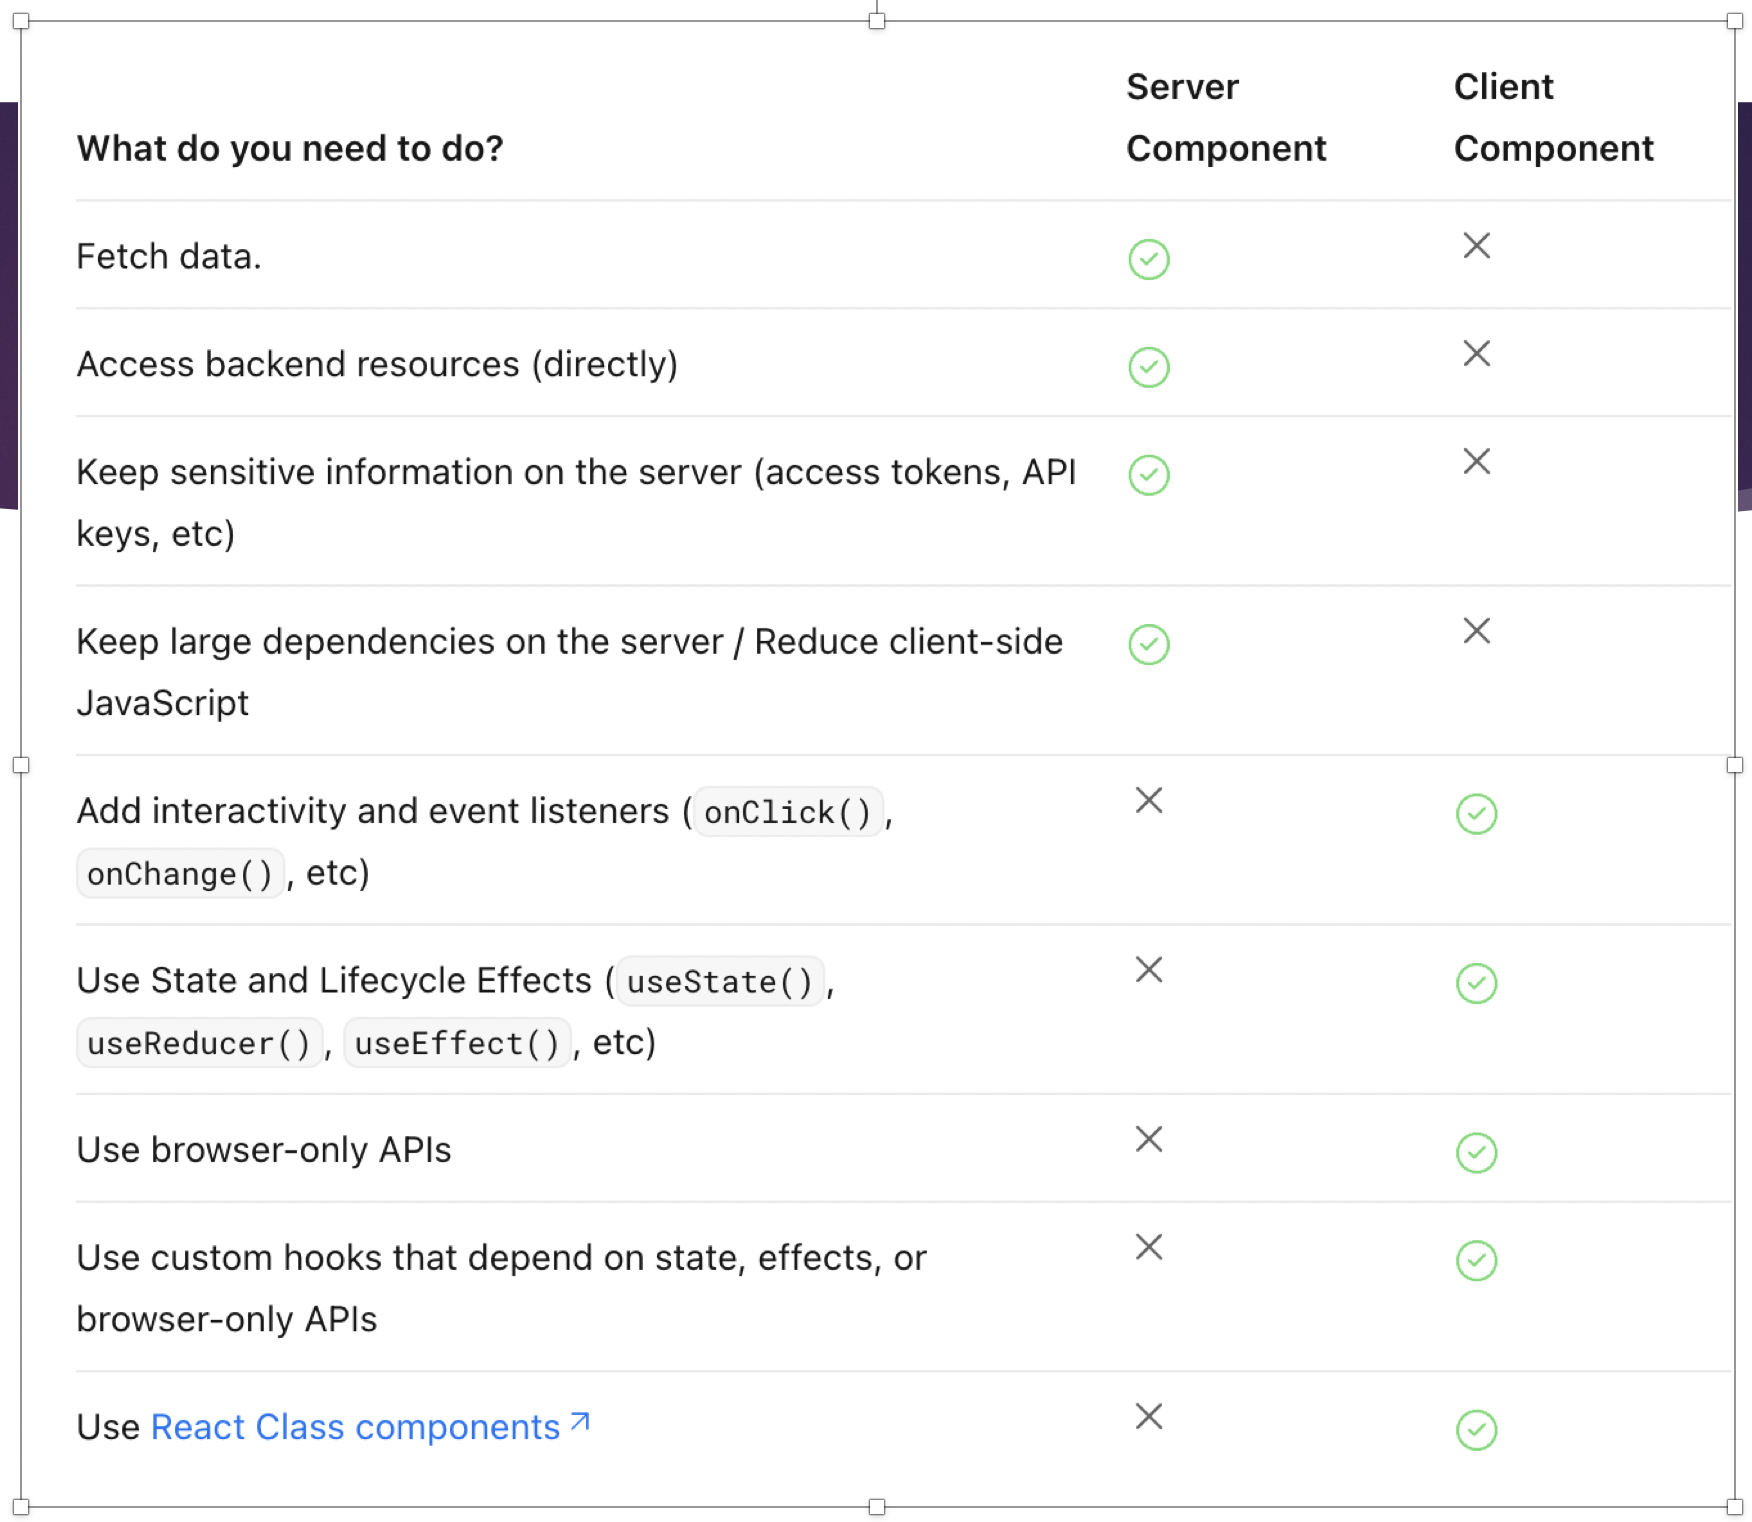 Server
Component
Client
Component
What do you need to do?
Fetch data.
Access backend resources (directly)
Keep sensitive information on the server (access tokens, API
keys, etc)
Keep large dependencies on the server / Reduce client-side
JavaScript
Add interactivity and event listeners ( onClick() ,
onChange() , etc)
Use State and Lifecycle Effects ( useState() ,
useReducer() , useEffect() , etc)
Use browser-only APIs
Use custom hooks that depend on state, effects, or
browser-only APIs
Use React Class components